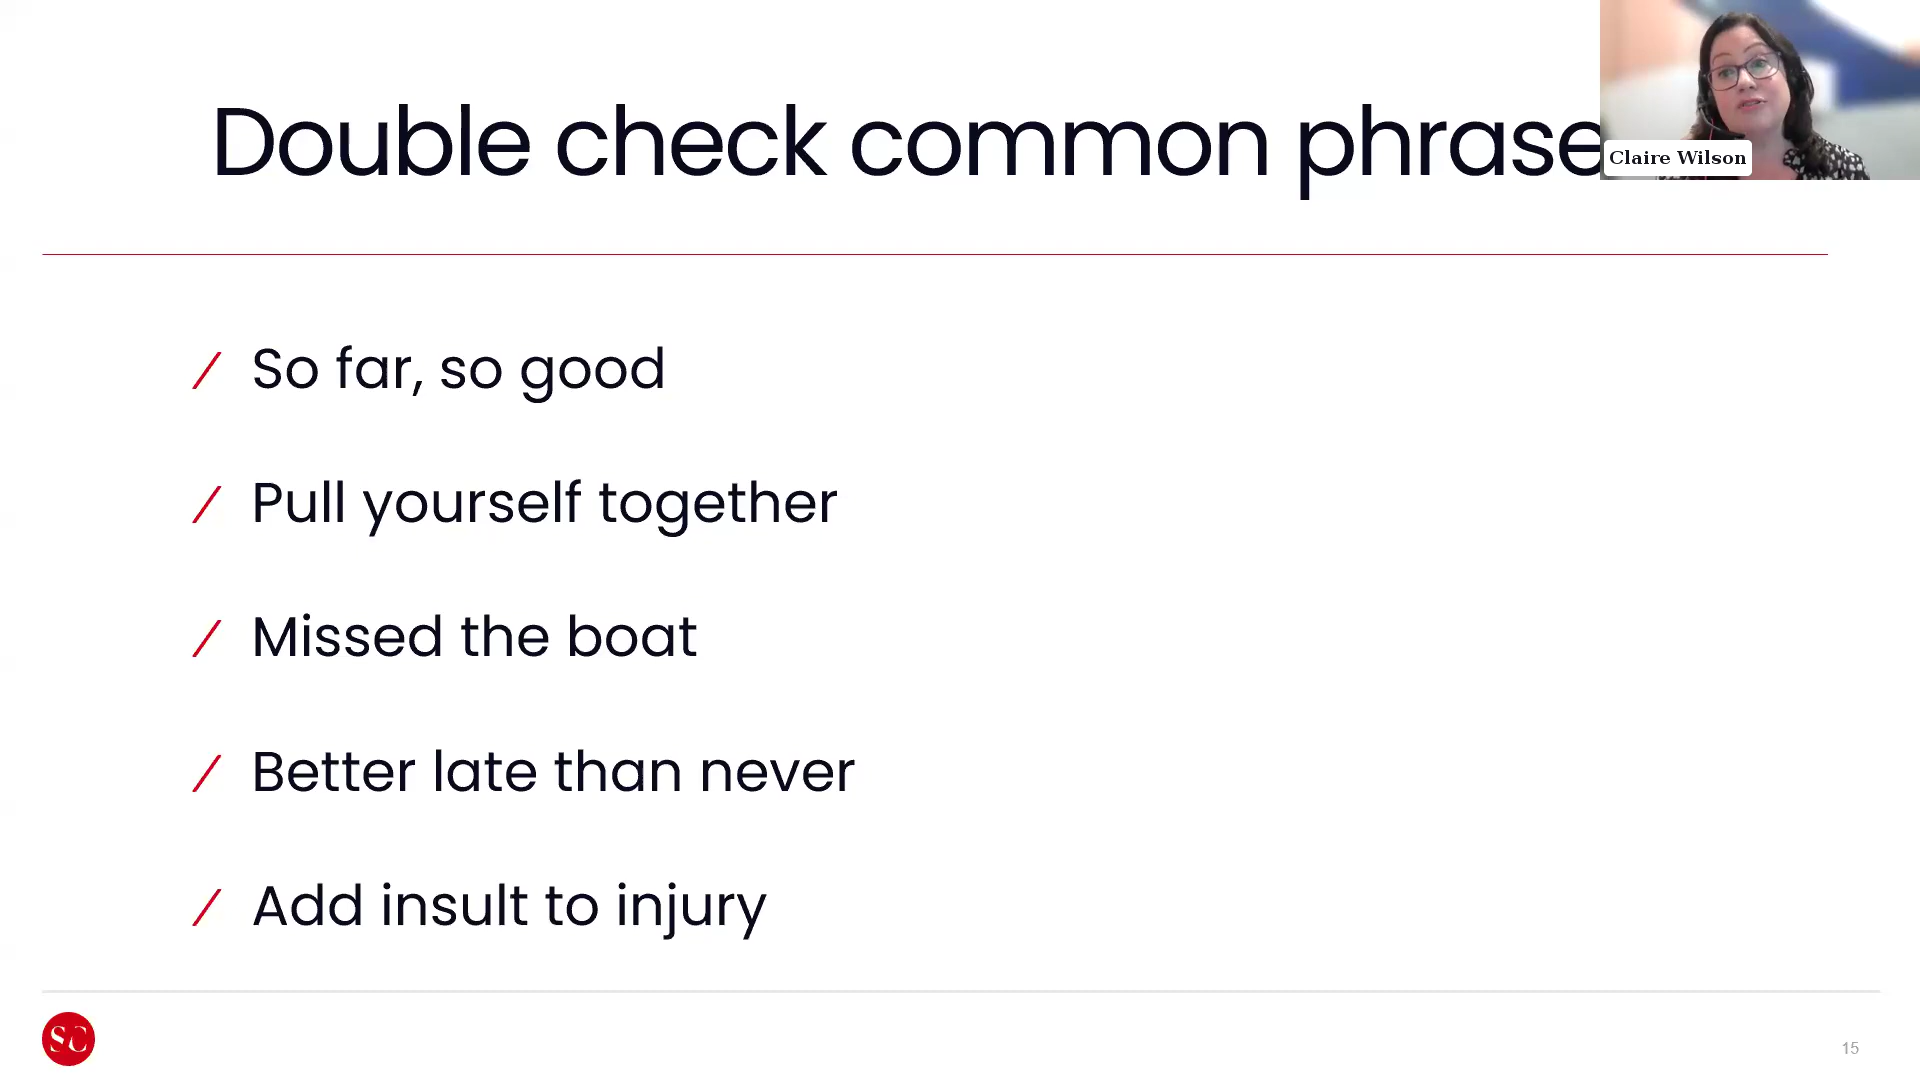 Double check common phrase
Claire Wilson
So far, so good
Pull yourself together
Missed the boat
Better late than never
Add insult to injury
SC
15